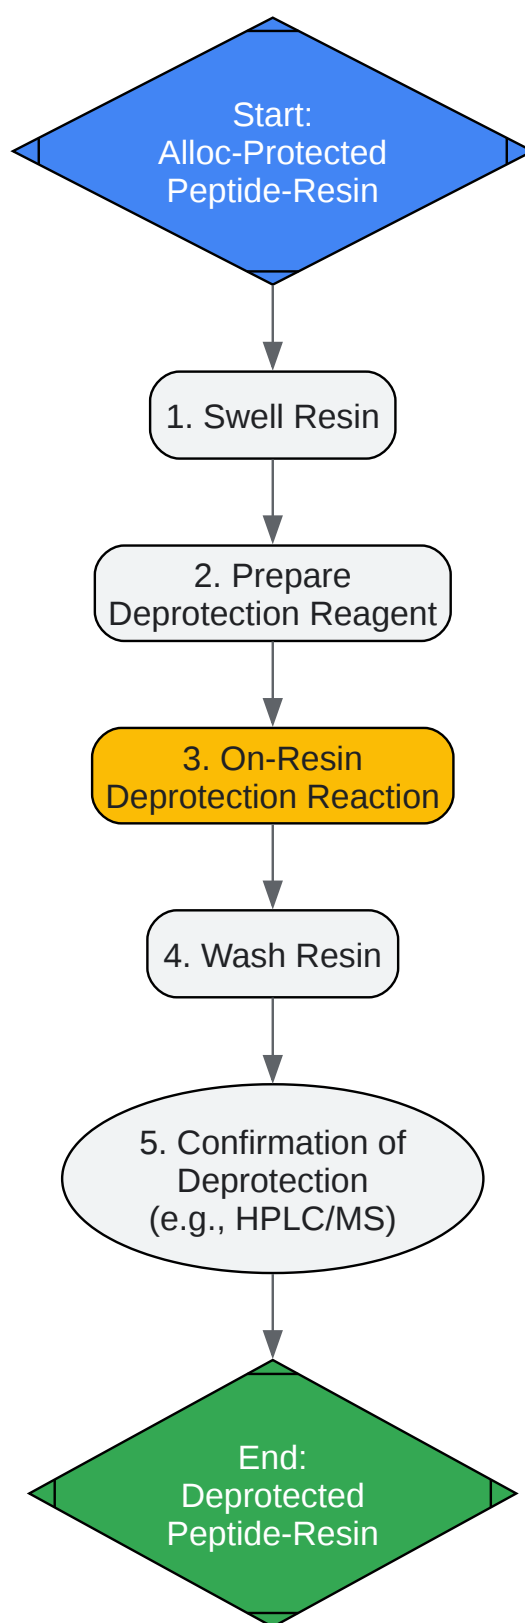 Start:
Alloc-Protected
Peptide-Resin
1. Swell Resin
2. Prepare
Deprotection Reagent
3. On-Resin
Deprotection Reaction
4. Wash Resin
5. Confirmation of
Deprotection
(e.g., HPLC/MS)
End:
Deprotected
Peptide-Resin